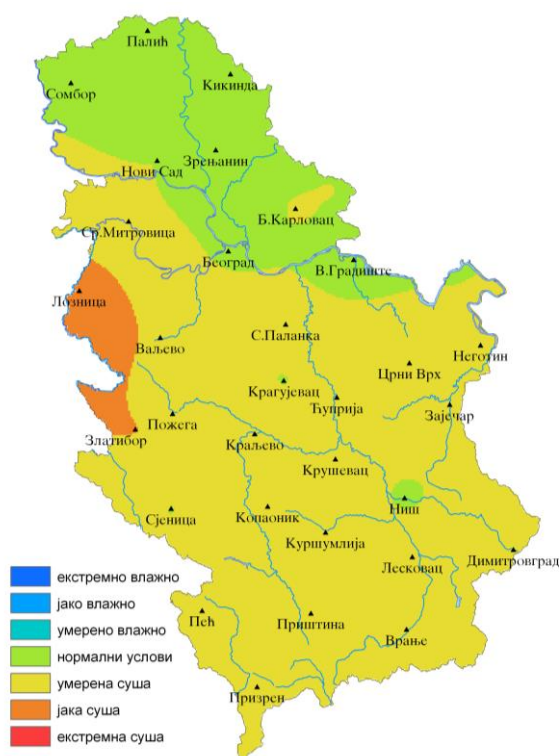 Палић
Кикинда
Сомбор
Зрењанин
Нови Сад
Б.Карловац
Ср.Митровица
Београд
В.Градиште
Лозница
С.Паланка
Ваљево
Неготин
Црни Врх
Крагујевац
Ћуприја
Зајечар
Пожега
Златибор
Краљево
Крушевац
Ниш
Сјеница
Копаоник
Куршумлија
Димитровград
Лесковац
Пећ
Приштина
Врање
Призрен
екстремно влажно
јако влажно
умерено влажно
нормални услови
умерена суша
јака суша
екстремна суша